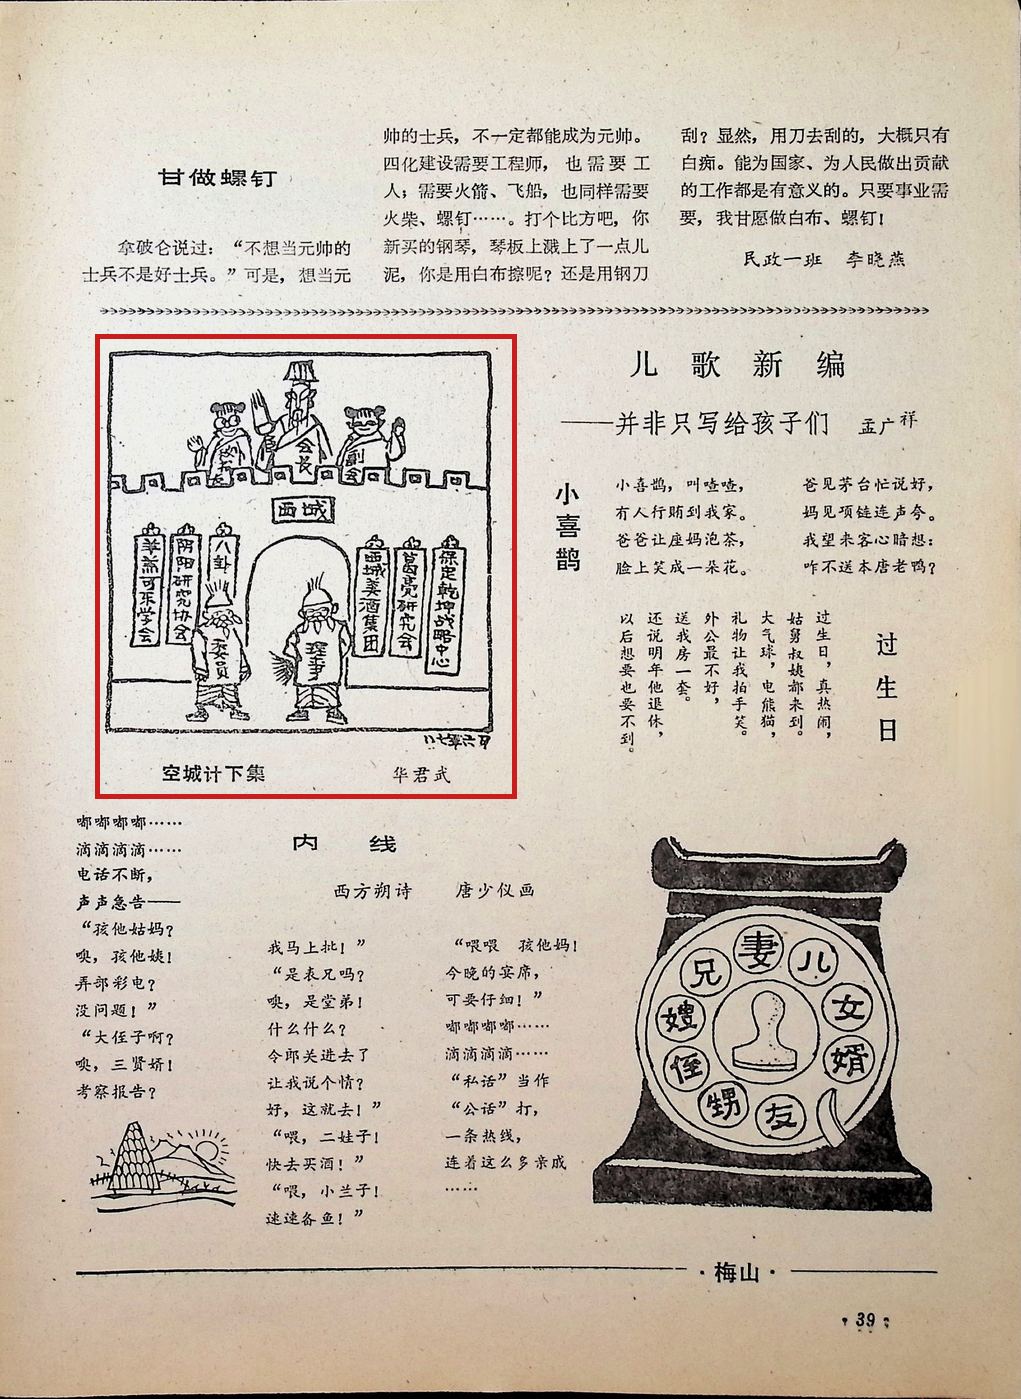 甘做螺钉
拿破仑说过：“不想当元帅的
士兵不是好士兵。”可是，想当元
帅的士兵，不一定都能成为元帅。
四化建设需要工程师，也需要工
人；需要火箭、飞船，也同样需要
火柴、螺钉……。打个比方吧，你
新买的钢琴，琴板上溅上了一点儿
泥，你是用白布擦呢？还是用钢刀
刮？显然，用刀去刮的，大概只有
白痴。能为国家、为人民做出贡献
的工作都是有意义的。只要事业需
要，我甘愿做白布、螺钉！
民政一班 李晓燕
会长
副会
西城
阴阳研究协会
八卦
西城美酒集团
葛亮研究会
保定乾坤战略中心
委员
理事
八七年六月
空城计下集 华君武
儿歌新编
——并非只写给孩子们 孟广祥
小喜鹊
小喜鹊，叫喳喳，
有人行贿到我家。
爸爸让座妈泡茶，
脸上笑成一朵花。
爸见茅台忙说好，
妈见项链连声夸。
我望来客心暗想：
咋不送本唐老鸭？
过生日
过生日，真热闹，
姑舅叔姨都来到。
大气球，电熊猫，
礼物让我拍手笑。
外公最不好，
送我房一套。
还说明年他退休，
以后想要也要不到。
内线
西方朔诗 唐少仪画
嘟嘟嘟嘟……
滴滴滴滴……
电话不断，
声声急告——
“孩他姑妈？
噢，孩他姨！
弄部彩电？
没问题！”
“大侄子啊？
噢，三贤婿！
考察报告？
我马上批！”
“是表兄吗？
噢，是堂弟！
什么什么？
令郎关进去了
让我说个情？
好，这就去！”
“喂，二娃子！
快去买酒！”
“喂，小兰子！
速速备鱼！”
“喂喂 孩他妈！
今晚的宴席，
可要仔细！”
嘟嘟嘟嘟……
滴滴滴滴……
“私话”当作
“公话”打，
一条热线，
连着这么多亲戚
……
妻
儿
女
婿
友
甥
侄
嫂
兄
·梅山·
39